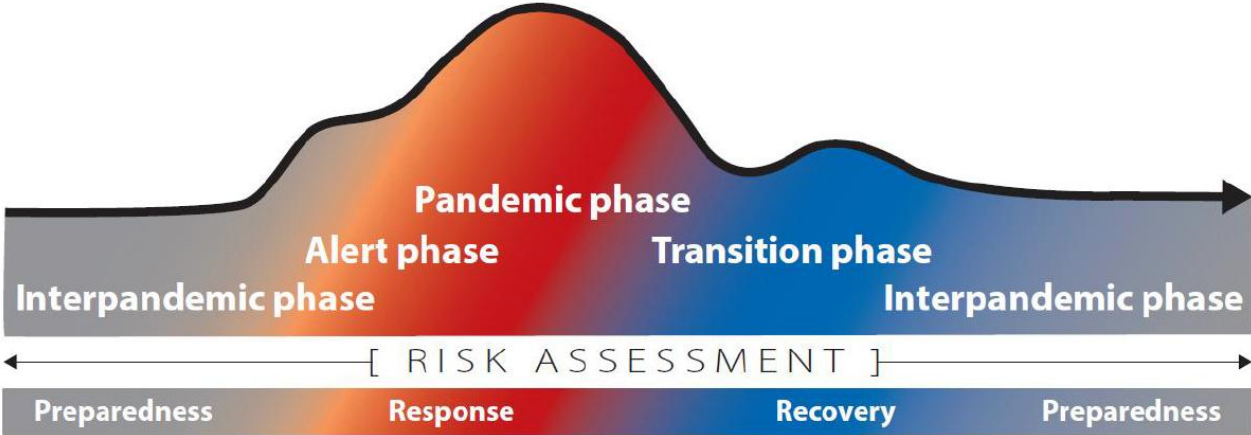 Pandemic phase
Alert phase
Transition phase
Interpandemic phase
Interpandemic phase
[ RISK ASSESSMENT ]
Preparedness
Response
Recovery
Preparedness